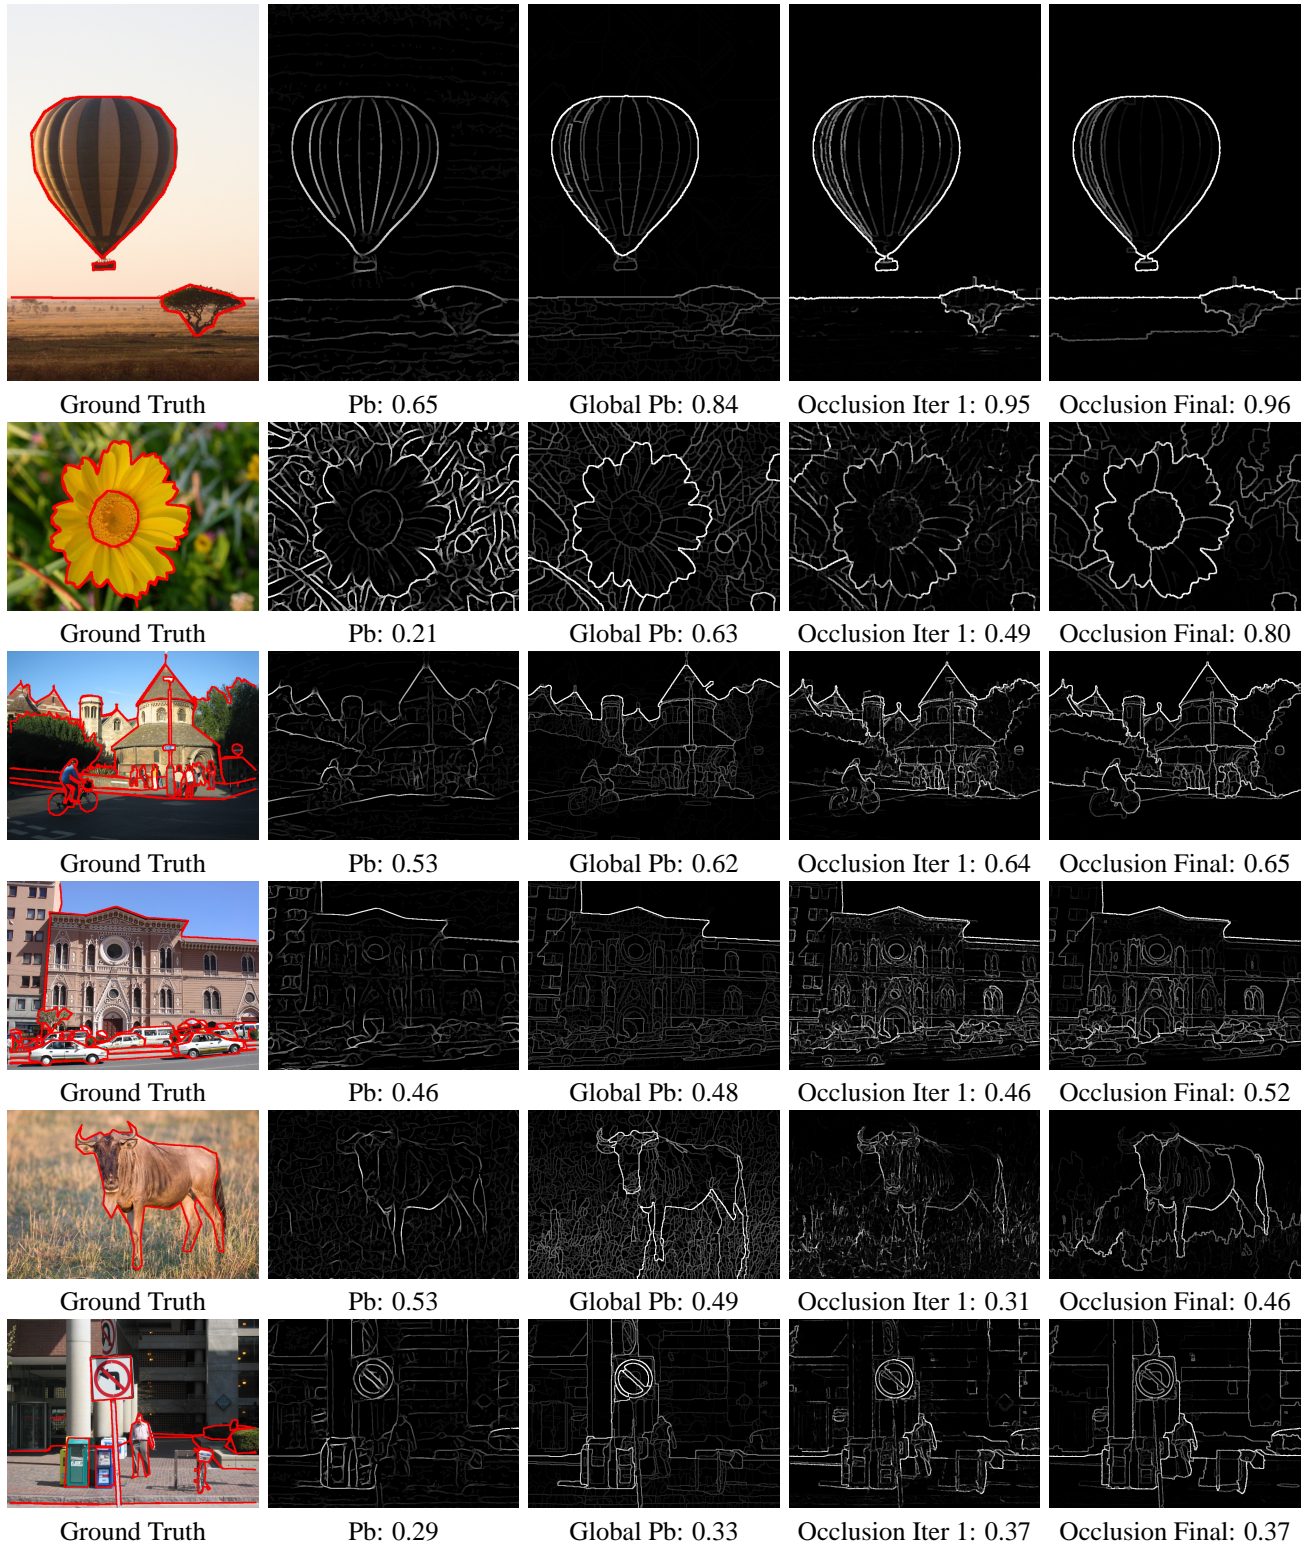 Ground Truth Pb: 0.65 Global Pb: 0.84 Occlusion Iter 1: 0.95 Occlusion Final: 0.96
Ground Truth Pb: 0.21 Global Pb: 0.63 Occlusion Iter 1: 0.49 Occlusion Final: 0.80
Ground Truth Pb: 0.53 Global Pb: 0.62 Occlusion Iter 1: 0.64 Occlusion Final: 0.65
Ground Truth Pb: 0.46 Global Pb: 0.48 Occlusion Iter 1: 0.46 Occlusion Final: 0.52
Ground Truth Pb: 0.53 Global Pb: 0.49 Occlusion Iter 1: 0.31 Occlusion Final: 0.46
Ground Truth Pb: 0.29 Global Pb: 0.33 Occlusion Iter 1: 0.37 Occlusion Final: 0.37